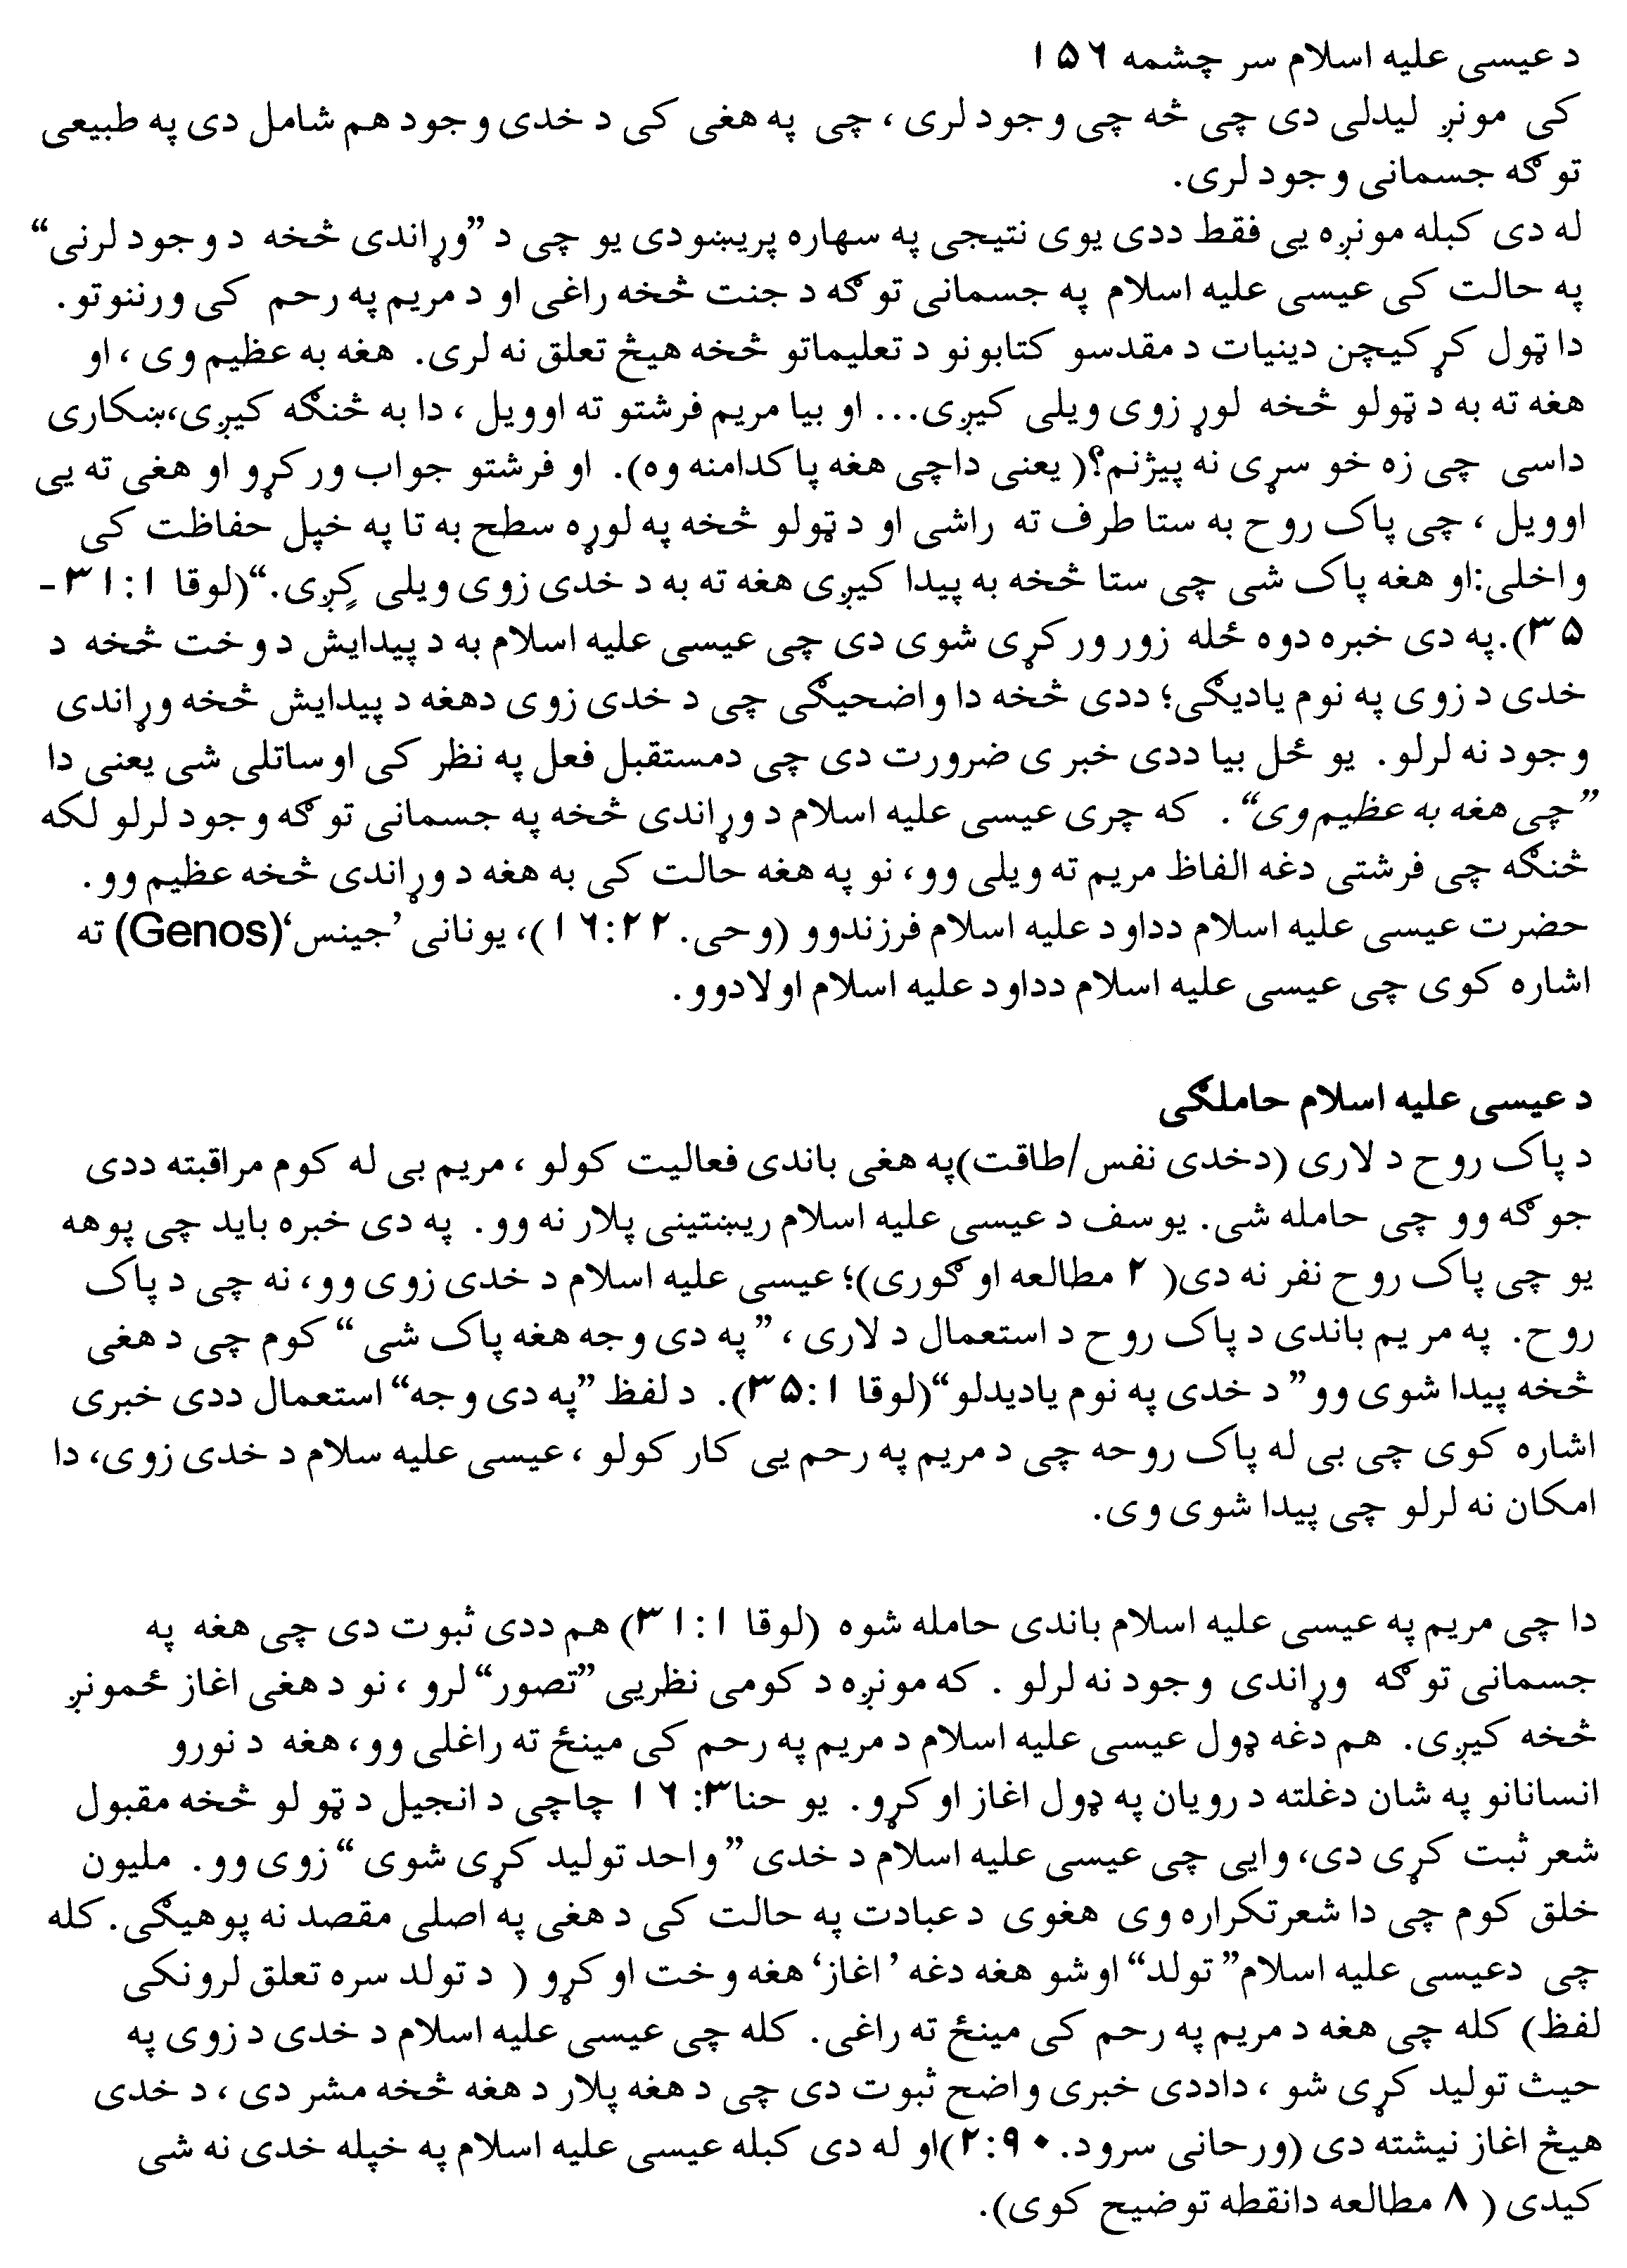 د عیسی علیه اسلام سر چشمه ۱۵۶
کی مونږ لیدلی دی چی څه چی وجود لری، چی په هغی کی د خدی وجود هم شامل دی په طبیعی
توګه جسمانی وجود لری.
له دی کبله مونږه یی فقط ددی یوی نتیجی په سهاره پریښودی یو چی د ”وړاندی څخه د وجود لرنی“
په حالت کی عیسی علیه اسلام په جسمانی توګه د جنت څخه راغی او د مریم په رحم کی ورننوتو.
دا ټول کړکیچن دینیات د مقدسو کتابونو د تعلیماتو څخه هیڅ تعلق نه لری. هغه به عظیم وی، او
هغه ته به د ټولو څخه لوړ زوی ویلی کیږی... او بیا مریم فرشتو ته اوویل، دا به څنګه کیږی،ښکاری
داسی چی زه خو سړی نه پیژنم؟( یعنی داچی هغه پاکدامنه وه). او فرشتو جواب ورکړو او هغی ته یی
اوویل، چی پاک روح به ستا طرف ته راشی او د ټولو څخه په لوړه سطح به تا په خپل حفاظت کی
واخلی:او هغه پاک شی چی ستا څخه به پیدا کیږی هغه ته به د خدی زوی ویلی کٍږی.“(لوقا ۱:۳۱-
۳۵).په دی خبره دوه ځله زور ورکړی شوی دی چی عیسی علیه اسلام به د پیدایش د وخت څخه د
خدی د زوی په نوم یادیګی؛ ددی څخه دا واضحیګی چی د خدی زوی دهغه د پیدایش څخه وړاندی
وجود نه لرلو. یو ځل بیا ددی خبر ی ضرورت دی چی دمستقبل فعل په نظر کی اوساتلی شی یعنی دا
”چی هغه به عظیم وی“. که چری عیسی علیه اسلام د وړاندی څخه په جسمانی توګه وجود لرلو لکه
څنګه چی فرشتی دغه الفاظ مریم ته ویلی وو، نو په هغه حالت کی به هغه د وړاندی څخه عظیم وو.
حضرت عیسی علیه اسلام دداود علیه اسلام فرزندوو (وحی. ۱۶:۲۲)، یونانی ’جینس‘(Genos) ته
اشاره کوی چی عیسی علیه اسلام دداود علیه اسلام اولادوو.
د عیسی علیه اسلام حاملګی
د پاک روح د لاری (دخدی نفس/طاقت)په هغی باندی فعالیت کولو، مریم بی له کوم مراقبته ددی
جوګه وو چی حامله شی. یوسف د عیسی علیه اسلام ریښتینی پلار نه وو. په دی خبره باید چی پوهه
یو چی پاک روح نفر نه دی( ۲ مطالعه اوګوری)؛ عیسی علیه اسلام د خدی زوی وو، نه چی د پاک
روح. په مریم باندی د پاک روح د استعمال د لاری، ”په دی وجه هغه پاک شی“ کوم چی د هغی
څخه پیدا شوی وو” د خدی په نوم یادیدلو“(لوقا ۱:۳۵). د لفظ ”په دی وجه“ استعمال ددی خبری
اشاره کوی چی بی له پاک روحه چی د مریم په رحم یی کار کولو، عیسی علیه سلام د خدی زوی، دا
امکان نه لرلو چی پیدا شوی وی.
دا چی مریم په عیسی علیه اسلام باندی حامله شوه (لوقا ۱:۳۱) هم ددی ثبوت دی چی هغه په
جسمانی توګه وړاندی وجود نه لرلو . که مونږه د کومی نظریی ”تصور“ لرو، نو د هغی اغاز ځمونږ
څخه کیږی. هم دغه ډول عیسی علیه اسلام د مریم په رحم کی مینځ ته راغلی وو، هغه د نورو
انسانانو په شان دغلته د رویان په ډول اغاز اوکړو. یو حنا۳: ۱۶ چاچی د انجیل د ټولو څخه مقبول
شعر ثبت کړی دی، وایی چی عیسی علیه اسلام د خدی ”واحد تولید کړی شوی“ زوی وو. ملیون
خلق کوم چی دا شعرتکراره وی هغوی د عبادت په حالت کی د هغی په اصلی مقصد نه پوهیګی. کله
چی دعیسی علیه اسلام” تولد“ اوشو هغه دغه ’اغاز‘ هغه وخت اوکړو ( د تولد سره تعلق لرونکی
لفظ) کله چی هغه د مریم په رحم کی مینځ ته راغی. کله چی عیسی علیه اسلام د خدی د زوی په
حیث تولید کړی شو، داددی خبری واضح ثبوت دی چی د هغه پلار د هغه څخه مشر دی، د خدی
هیڅ اغاز نیشته دی (ورحانی سرود. ۲:۹۰)او له دی کبله عیسی علیه اسلام په خپله خدی نه شی
کیدی ( ۸ مطالعه دانقطه توضیح کوی).